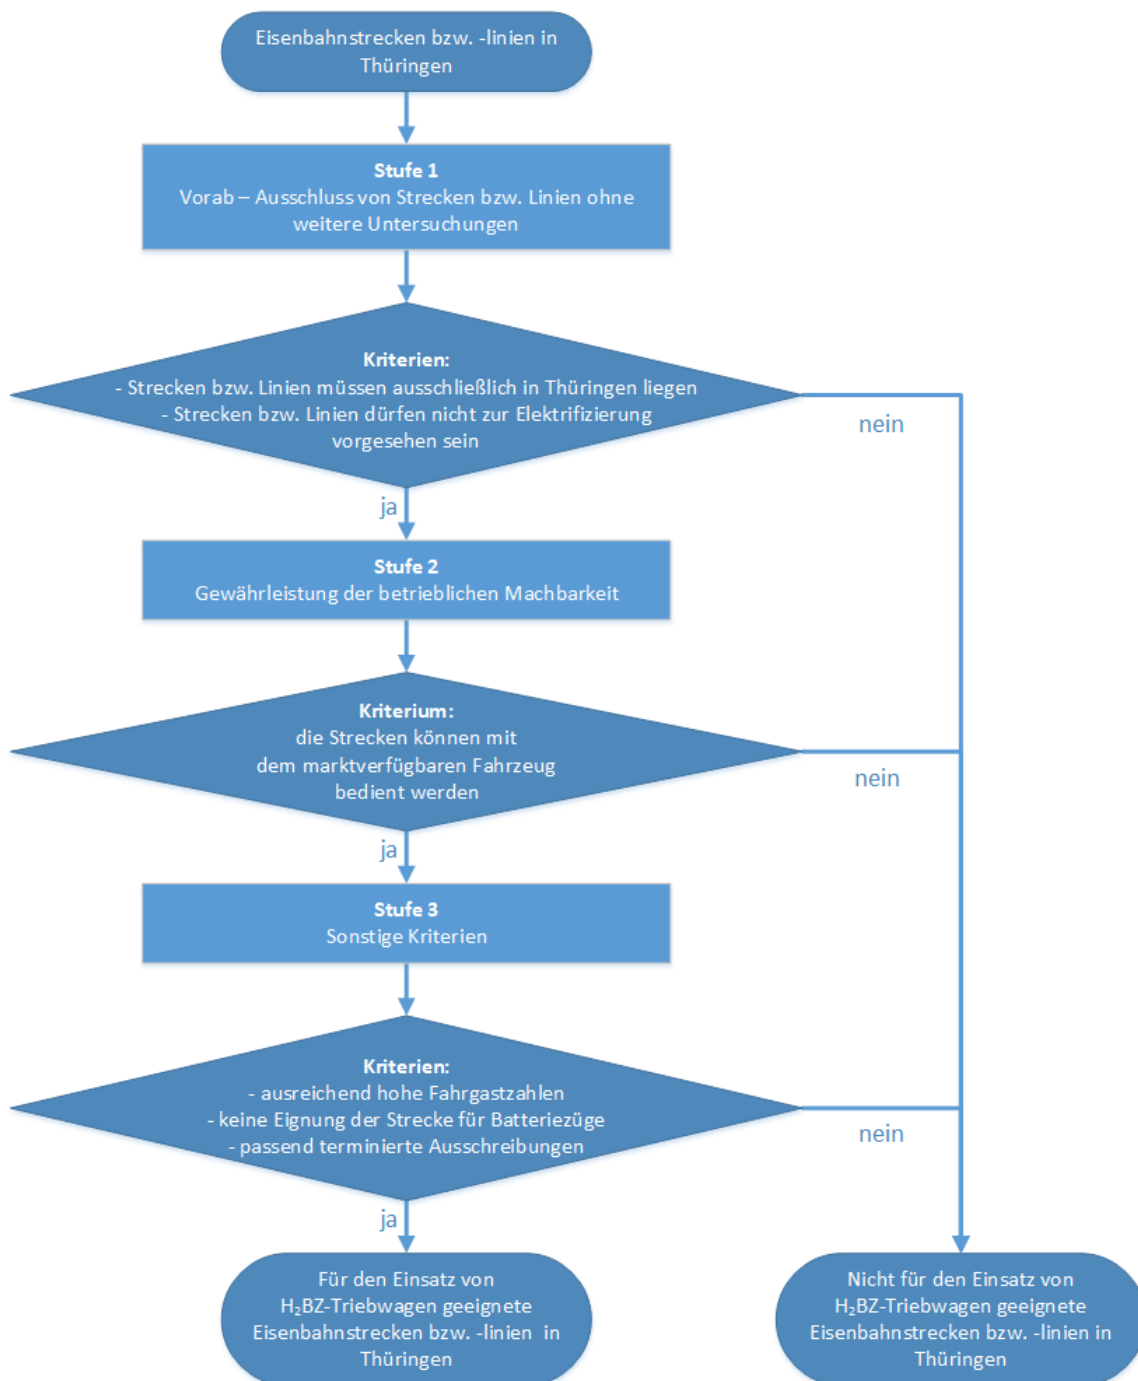 Eisenbahnstrecken bzw. -linien in
Thüringen
Stufe 1
Vorab – Ausschluss von Strecken bzw. Linien ohne
weitere Untersuchungen
Kriterien:
- Strecken bzw. Linien müssen ausschließlich in Thüringen liegen
- Strecken bzw. Linien dürfen nicht zur Elektrifizierung
vorgesehen sein
nein
ja
Stufe 2
Gewährleistung der betrieblichen Machbarkeit
Kriterium:
die Strecken können mit
dem marktverfügbaren Fahrzeug
bedient werden
nein
ja
Stufe 3
Sonstige Kriterien
Kriterien:
- ausreichend hohe Fahrgastzahlen
- keine Eignung der Strecke für Batteriezüge
- passend terminierte Ausschreibungen
nein
ja
Für den Einsatz von
H₂BZ-Triebwagen geeignete
Eisenbahnstrecken bzw. -linien in
Thüringen
Nicht für den Einsatz von
H₂BZ-Triebwagen geeignete
Eisenbahnstrecken bzw. -linien in
Thüringen